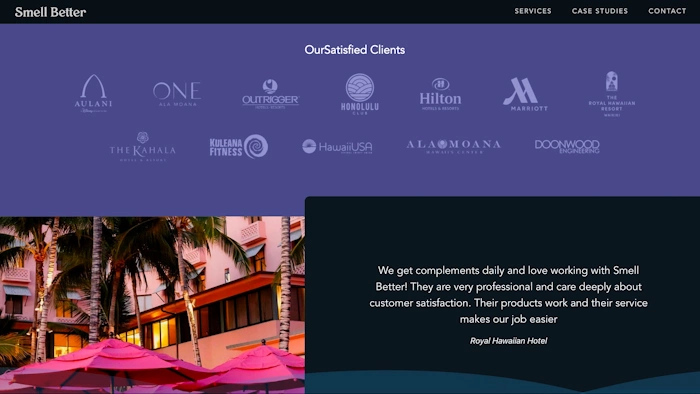 Smell Better
SERVICES CASE STUDIES CONTACT
OurSatisfied Clients
AULANI
ONE
ALA MOANA
OUTRIGGER
HONOLULU
CLUB
Hilton
HOTELS & RESORTS
MARRIOTT
THE
ROYAL HAWAIIAN
RESORT
WAIKIKI
THE KAHALA
HOTEL & RESORT
KULEANA
FITNESS
HawaiiUSA
ALA MOANA
HAWAII'S CENTER
DOONWOOD
ENGINEERING
We get complements daily and love working with Smell
Better! They are very professional and care deeply about
customer satisfaction. Their products work and their service
makes our job easier
Royal Hawaiian Hotel